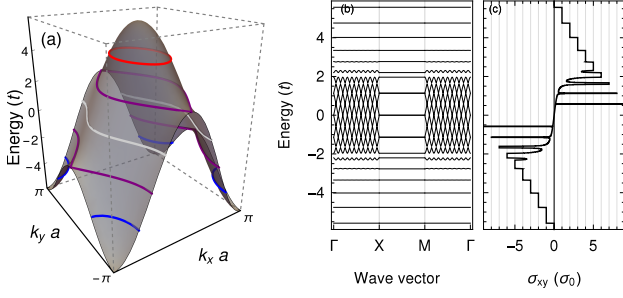 (a)
Energy (t)
4
2
0
−2
−4
π
k_y a
−π
k_x a
π
(b)
Energy (t)
4
2
0
−2
−4
Γ X M Γ
Wave vector
(c)
−5 0 5
σ_xy (σ_0)